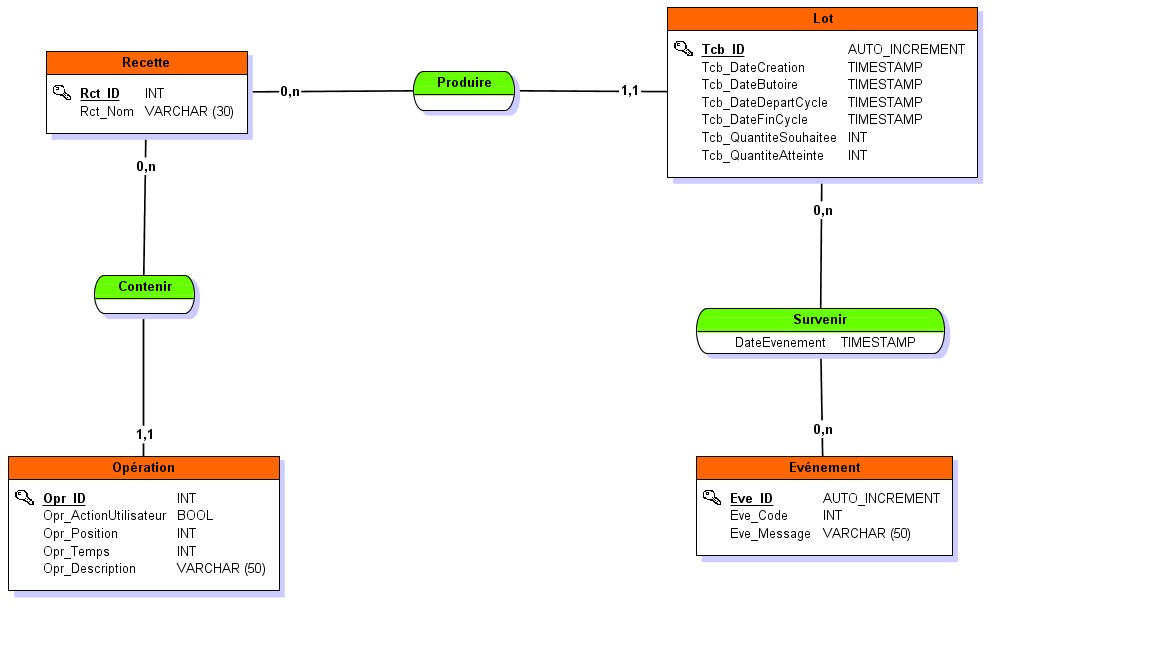 Lot
Tcb_ID AUTO_INCREMENT
Tcb_DateCreation TIMESTAMP
Tcb_DateButoire TIMESTAMP
Tcb_DateDepartCycle TIMESTAMP
Tcb_DateFinCycle TIMESTAMP
Tcb_QuantiteSouhaitee INT
Tcb_QuantiteAtteinte INT
Recette
Rct_ID INT
Rct_Nom VARCHAR (30)
0,n
Produire
1,1
0,n
0,n
Contenir
Survenir
DateEvenement TIMESTAMP
1,1
0,n
Opération
Opr_ID INT
Opr_ActionUtilisateur BOOL
Opr_Position INT
Opr_Temps INT
Opr_Description VARCHAR (50)
Evénement
Eve_ID AUTO_INCREMENT
Eve_Code INT
Eve_Message VARCHAR (50)